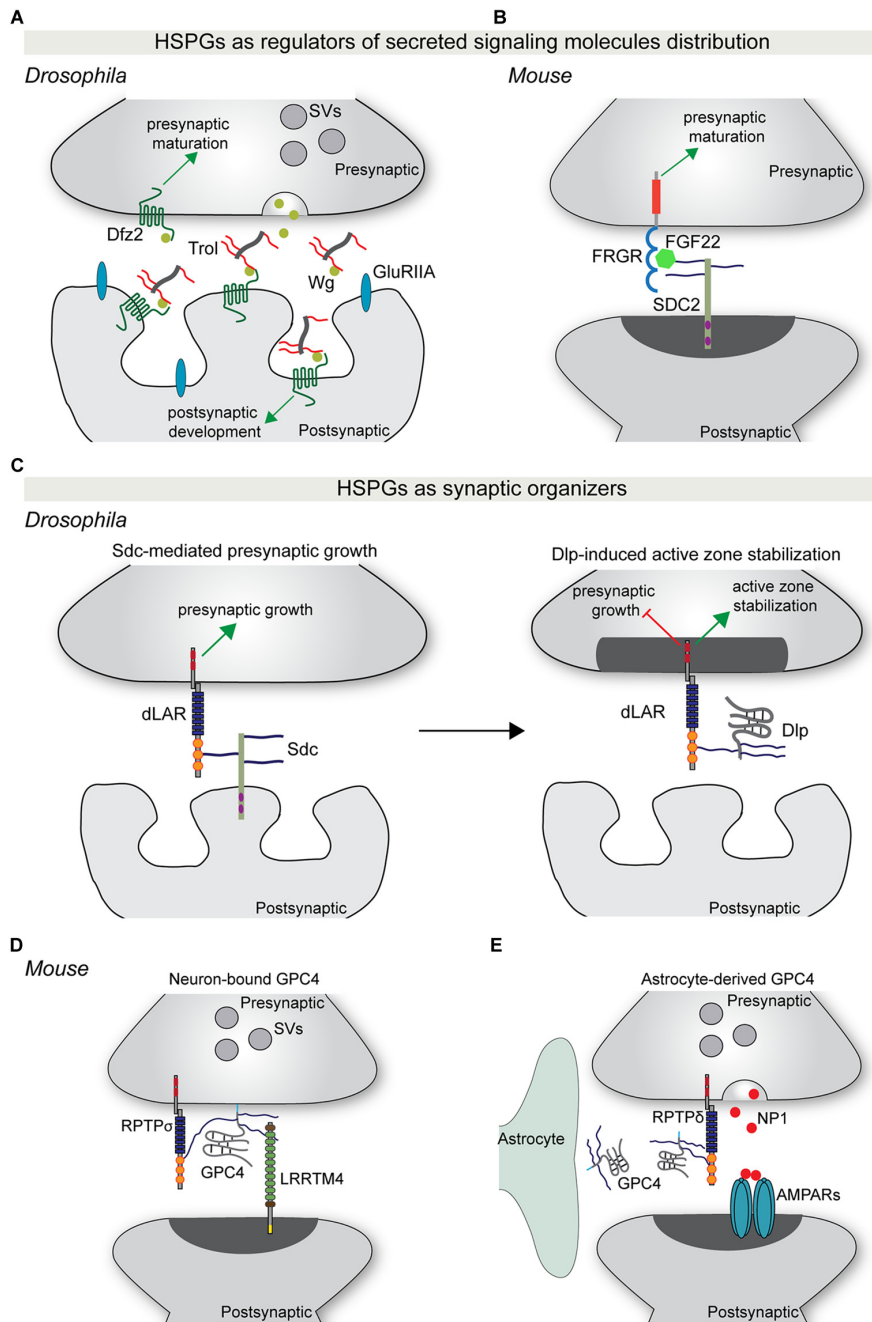 A
B
HSPGs as regulators of secreted signaling molecules distribution
Drosophila
Mouse
SVs
presynaptic
maturation
Presynaptic
Dfz2
Trol
Wg
GluRIIA
postsynaptic
development
Postsynaptic
presynaptic
maturation
Presynaptic
FRGR
FGF22
SDC2
Postsynaptic
C
HSPGs as synaptic organizers
Drosophila
Sdc-mediated presynaptic growth
presynaptic growth
dLAR
Sdc
Postsynaptic
Dlp-induced active zone stabilization
presynaptic
growth
active zone
stabilization
dLAR
Dlp
Postsynaptic
D
Mouse
Neuron-bound GPC4
Presynaptic
SVs
RPTPσ
GPC4
LRRTM4
Postsynaptic
E
Astrocyte-derived GPC4
Presynaptic
RPTPδ
NP1
Astrocyte
GPC4
AMPARs
Postsynaptic